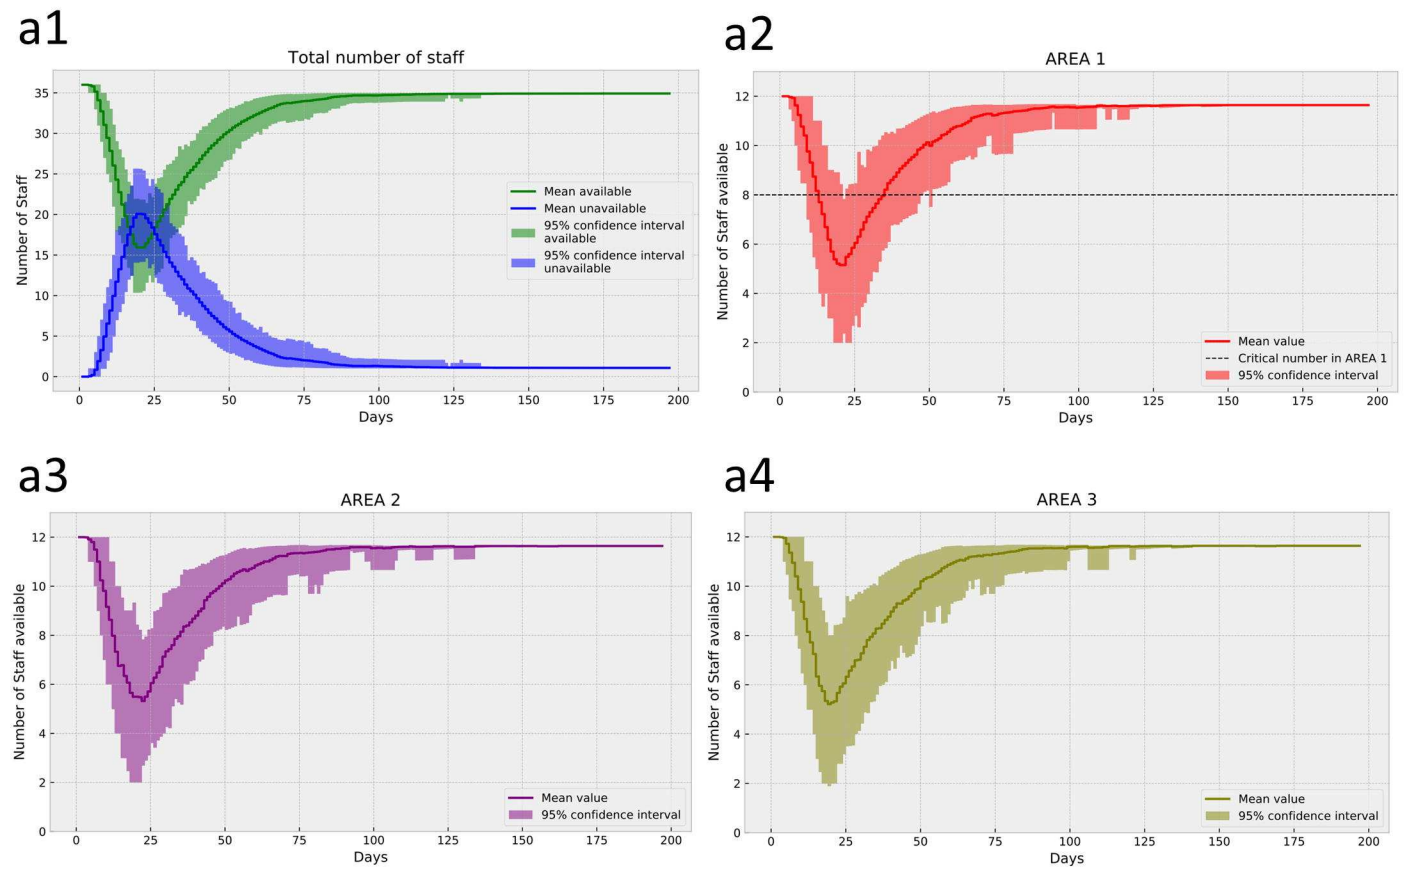 a1
Total number of staff
Number of Staff
35
30
25
20
15
10
5
0
Mean available
Mean unavailable
95% confidence interval
available
95% confidence interval
unavailable
0 25 50 75 100 125 150 175 200
Days
a2
AREA 1
Number of Staff available
12
10
8
6
4
2
0
Mean value
Critical number in AREA 1
95% confidence interval
0 25 50 75 100 125 150 175 200
Days
a3
AREA 2
Number of Staff available
12
10
8
6
4
2
0
Mean value
95% confidence interval
0 25 50 75 100 125 150 175 200
Days
a4
AREA 3
Number of Staff available
12
10
8
6
4
2
0
Mean value
95% confidence interval
0 25 50 75 100 125 150 175 200
Days